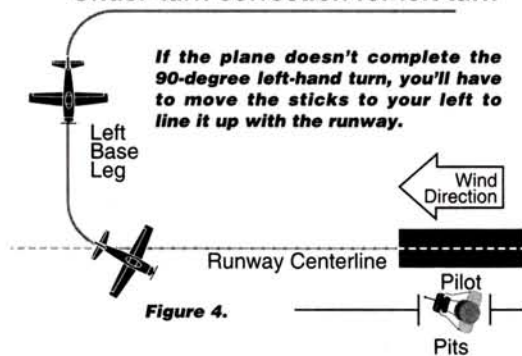 If the plane doesn't complete the
90-degree left-hand turn, you'll have
to move the sticks to your left to
line it up with the runway.
Left
Base
Leg
Wind
Direction
Runway Centerline
Pilot
Figure 4.
Pits